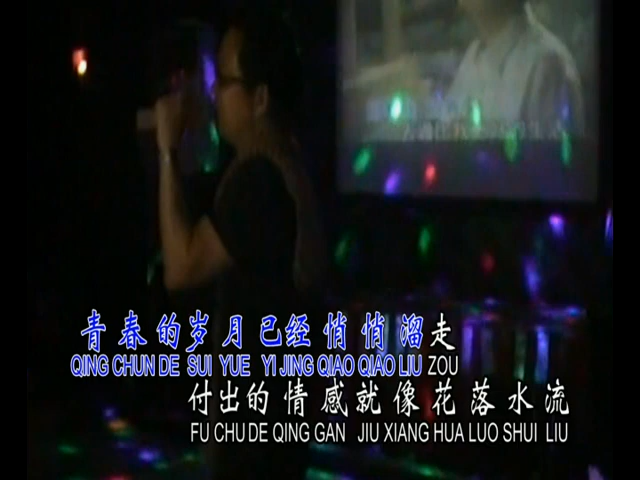 青春的岁月已经悄悄溜走
QING CHUN DE SUI YUE YI JING QIAO QIAO LIU ZOU
付出的情感就像花落水流
FU CHU DE QING GAN JIU XIANG HUA LUO SHUI LIU